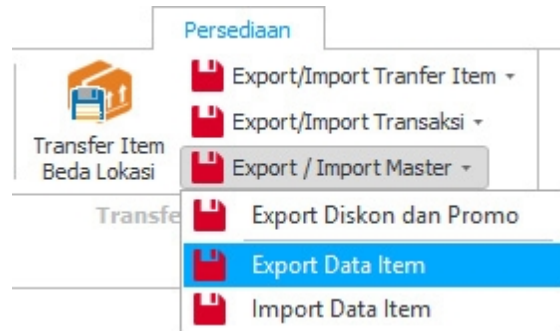 Persediaan
Transfer Item
Beda Lokasi
Export/Import Tranfer Item
Export/Import Transaksi
Export / Import Master
Transfe
Export Diskon dan Promo
Export Data Item
Import Data Item